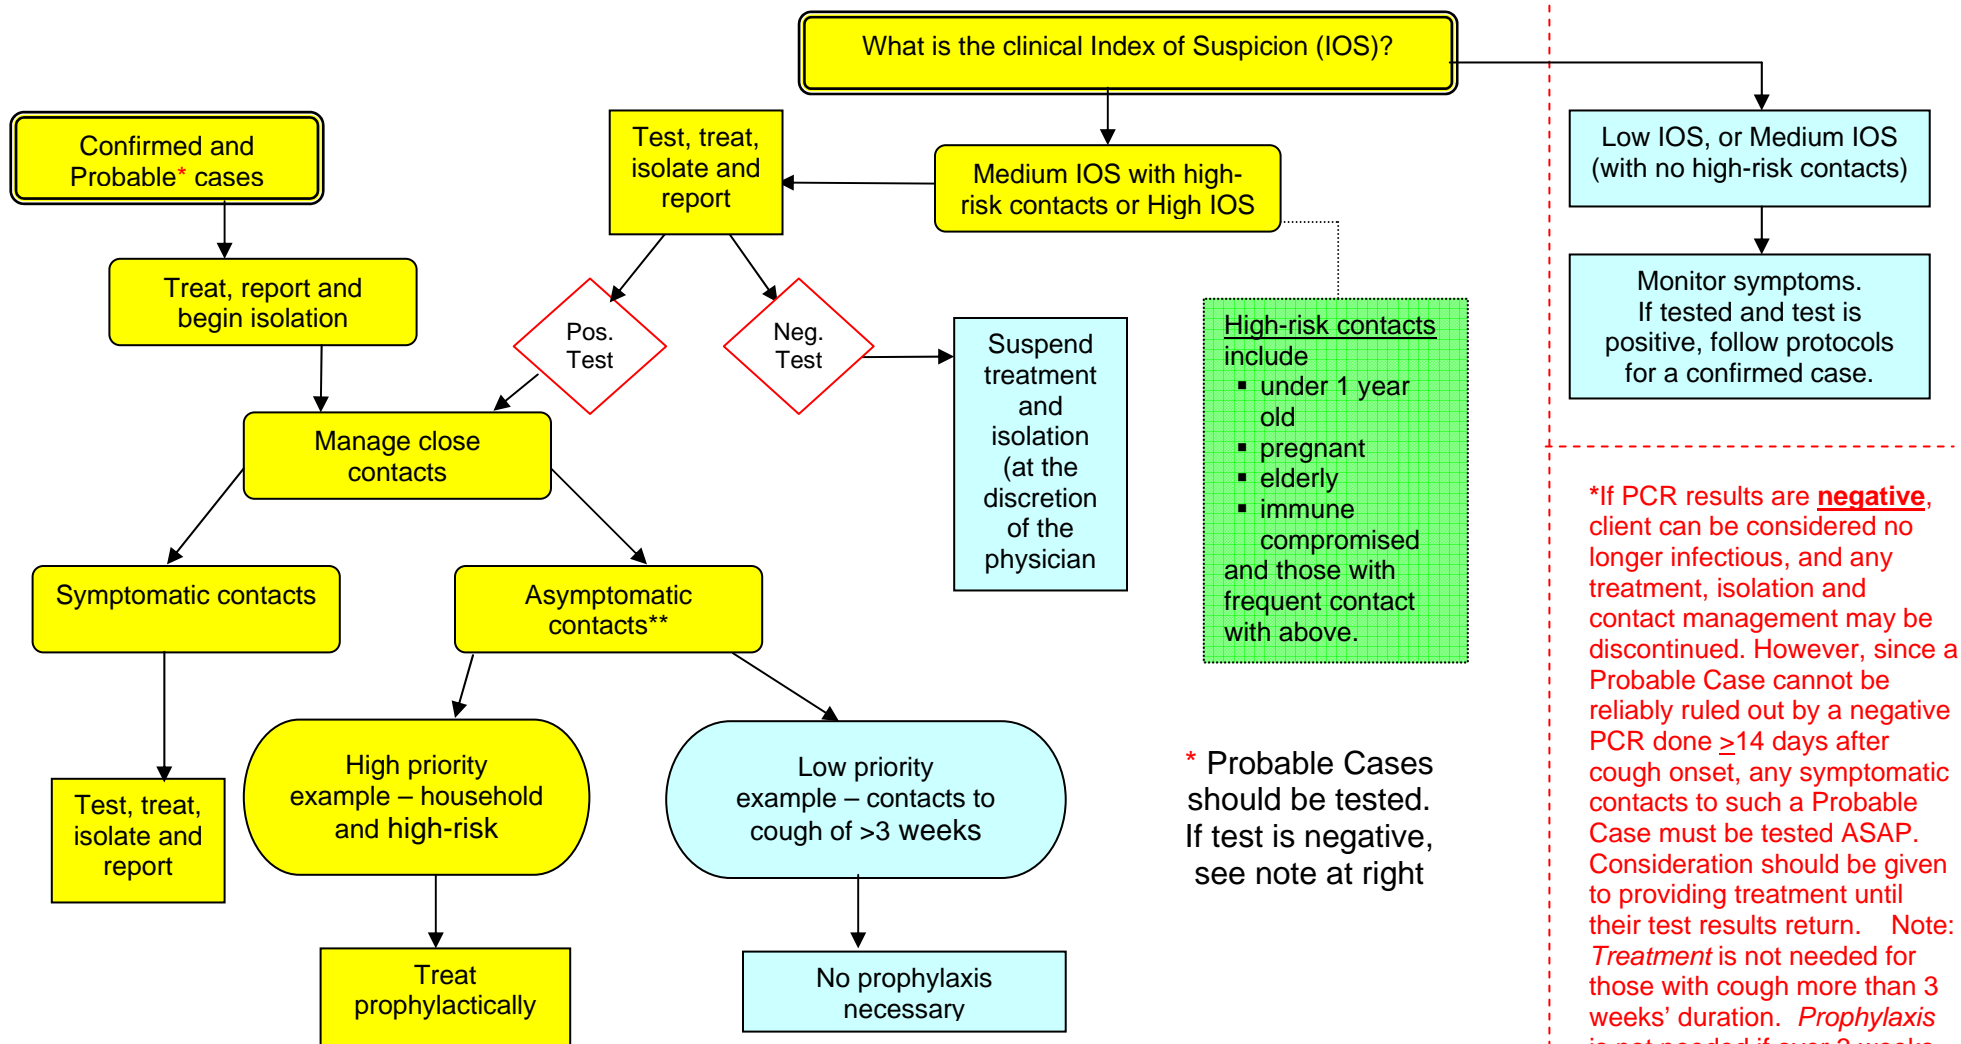 What is the clinical Index of Suspicion (IOS)?
Confirmed and
Probable* cases
Test, treat,
isolate and
report
Medium IOS with high-
risk contacts or High IOS
Low IOS, or Medium IOS
(with no high-risk contacts)
Treat, report and
begin isolation
Pos.
Test
Neg.
Test
Suspend
treatment
and
isolation
(at the
discretion
of the
physician
High-risk contacts
include
▪ under 1 year
old
▪ pregnant
▪ elderly
▪ immune
compromised
and those with
frequent contact
with above.
Monitor symptoms.
If tested and test is
positive, follow protocols
for a confirmed case.
Manage close
contacts
Symptomatic contacts
Asymptomatic
contacts**
Test, treat,
isolate and
report
High priority
example – household
and high-risk
Low priority
example – contacts to
cough of >3 weeks
Treat
prophylactically
No prophylaxis
necessary
* Probable Cases
should be tested.
If test is negative,
see note at right
*If PCR results are negative,
client can be considered no
longer infectious, and any
treatment, isolation and
contact management may be
discontinued. However, since a
Probable Case cannot be
reliably ruled out by a negative
PCR done >14 days after
cough onset, any symptomatic
contacts to such a Probable
Case must be tested ASAP.
Consideration should be given
to providing treatment until
their test results return. Note:
Treatment is not needed for
those with cough more than 3
weeks' duration. Prophylaxis
is not needed if over 3 weeks